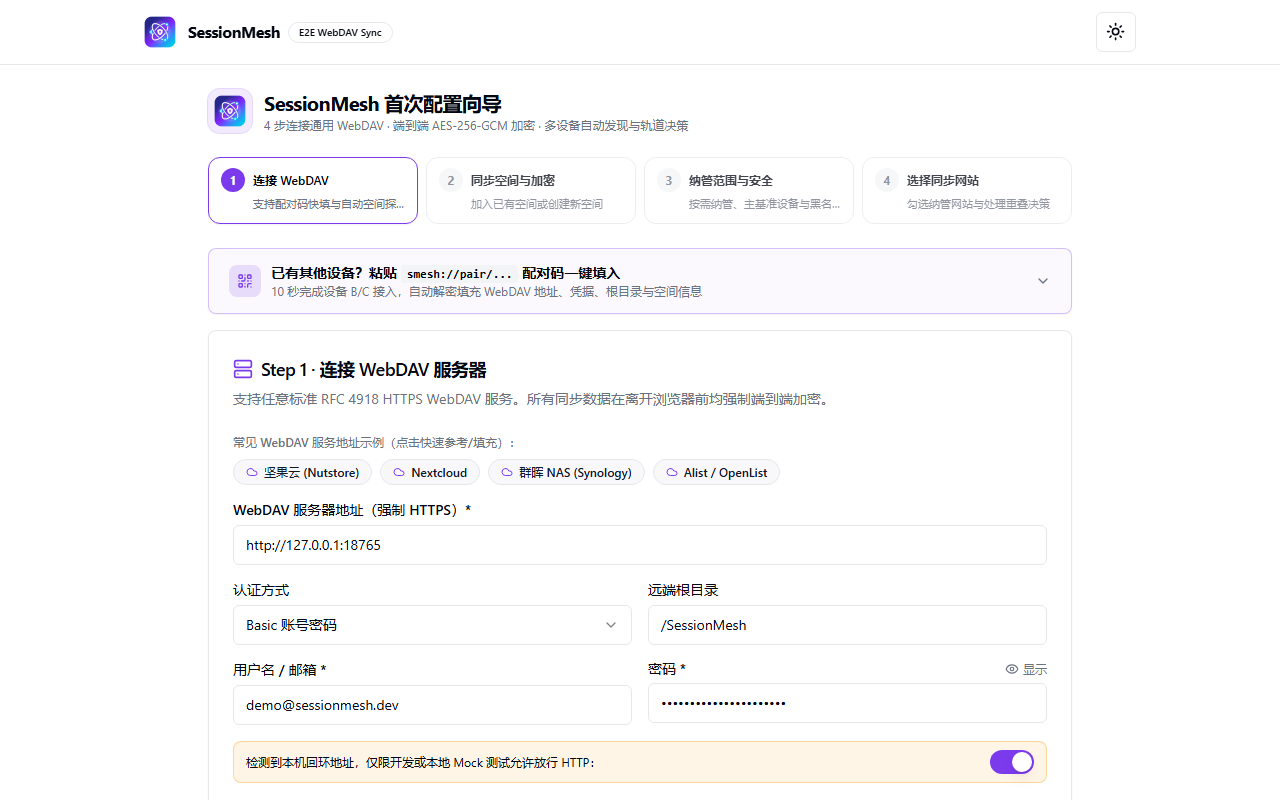 SessionMesh E2E WebDAV Sync
SessionMesh 首次配置向导
4 步连接通用 WebDAV · 端到端 AES-256-GCM 加密 · 多设备自动发现与轨道决策
1 连接 WebDAV
支持配对码快填与自动空间探...
2 同步空间与加密
加入已有空间或创建新空间
3 纳管范围与安全
按需纳管、主基准设备与黑名...
4 选择同步网站
勾选纳管网站与处理重叠决策
已有其他设备？粘贴 smesh://pair/... 配对码一键填入
10 秒完成设备 B/C 接入，自动解密填充 WebDAV 地址、凭据、根目录与空间信息
Step 1 · 连接 WebDAV 服务器
支持任意标准 RFC 4918 HTTPS WebDAV 服务。所有同步数据在离开浏览器前均强制端到端加密。
常见 WebDAV 服务地址示例（点击快速参考/填充）:
坚果云 (Nutstore)
Nextcloud
群晖 NAS (Synology)
Alist / OpenList
WebDAV 服务器地址（强制 HTTPS）*
http://127.0.0.1:18765
认证方式
远端根目录
Basic 账号密码
/SessionMesh
用户名 / 邮箱 *
密码 *
显示
demo@sessionmesh.dev
••••••••••••••••••••••
检测到本机回环地址，仅限开发或本地 Mock 测试允许放行 HTTP: